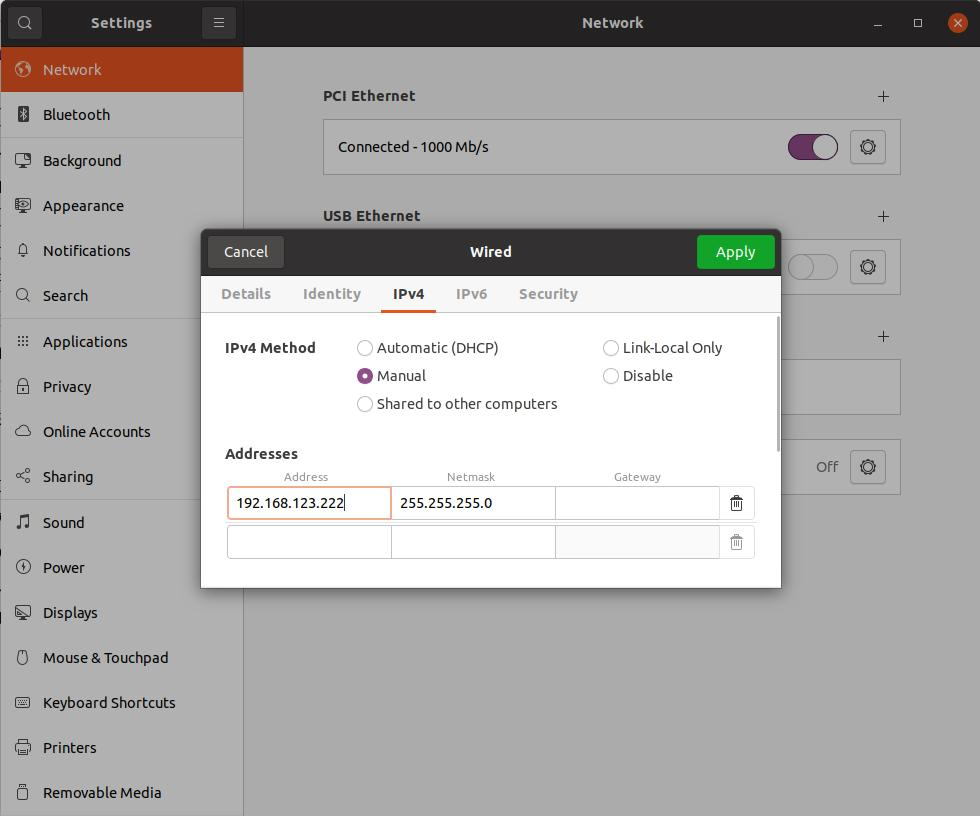 Settings
Network
Network
Bluetooth
Background
Appearance
Notifications
Search
Applications
Privacy
Online Accounts
Sharing
Sound
Power
Displays
Mouse & Touchpad
Keyboard Shortcuts
Printers
Removable Media
PCI Ethernet
Connected - 1000 Mb/s
USB Ethernet
Off
Cancel
Wired
Apply
Details
Identity
IPv4
IPv6
Security
IPv4 Method
Automatic (DHCP)
Link-Local Only
Manual
Disable
Shared to other computers
Addresses
Address
Netmask
Gateway
192.168.123.222
255.255.255.0